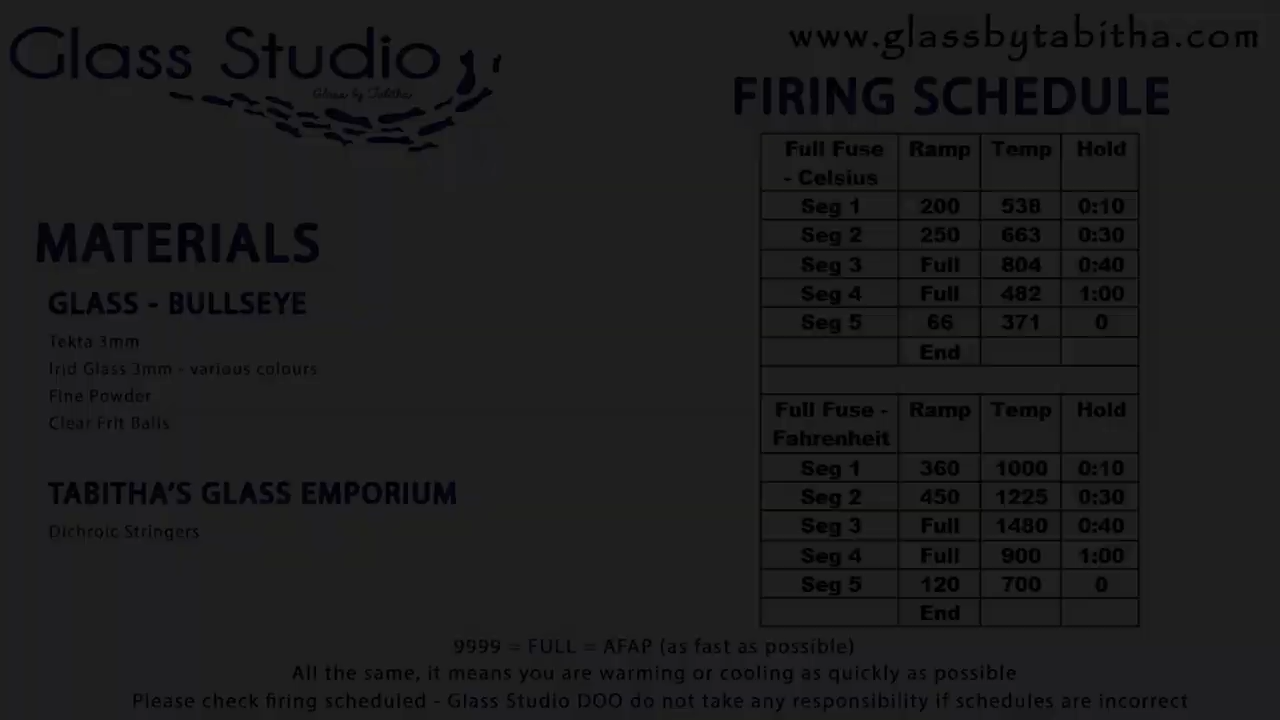 Glass Studio
Glass by Tabitha
www.glassbytabitha.com
FIRING SCHEDULE
MATERIALS
GLASS - BULLSEYE
Tekta 3mm
Irid Glass 3mm - various colours
Fine Powder
Clear Frit Balls
TABITHA'S GLASS EMPORIUM
Dichroic Stringers
Full Fuse - Celsius Ramp Temp Hold
Seg 1 200 538 0:10
Seg 2 250 663 0:30
Seg 3 Full 804 0:40
Seg 4 Full 482 1:00
Seg 5 66 371 0
End
Full Fuse - Fahrenheit Ramp Temp Hold
Seg 1 360 1000 0:10
Seg 2 450 1225 0:30
Seg 3 Full 1480 0:40
Seg 4 Full 900 1:00
Seg 5 120 700 0
End
9999 = FULL = AFAP (as fast as possible)
All the same, it means you are warming or cooling as quickly as possible
Please check firing scheduled - Glass Studio DOO do not take any responsibility if schedules are incorrect